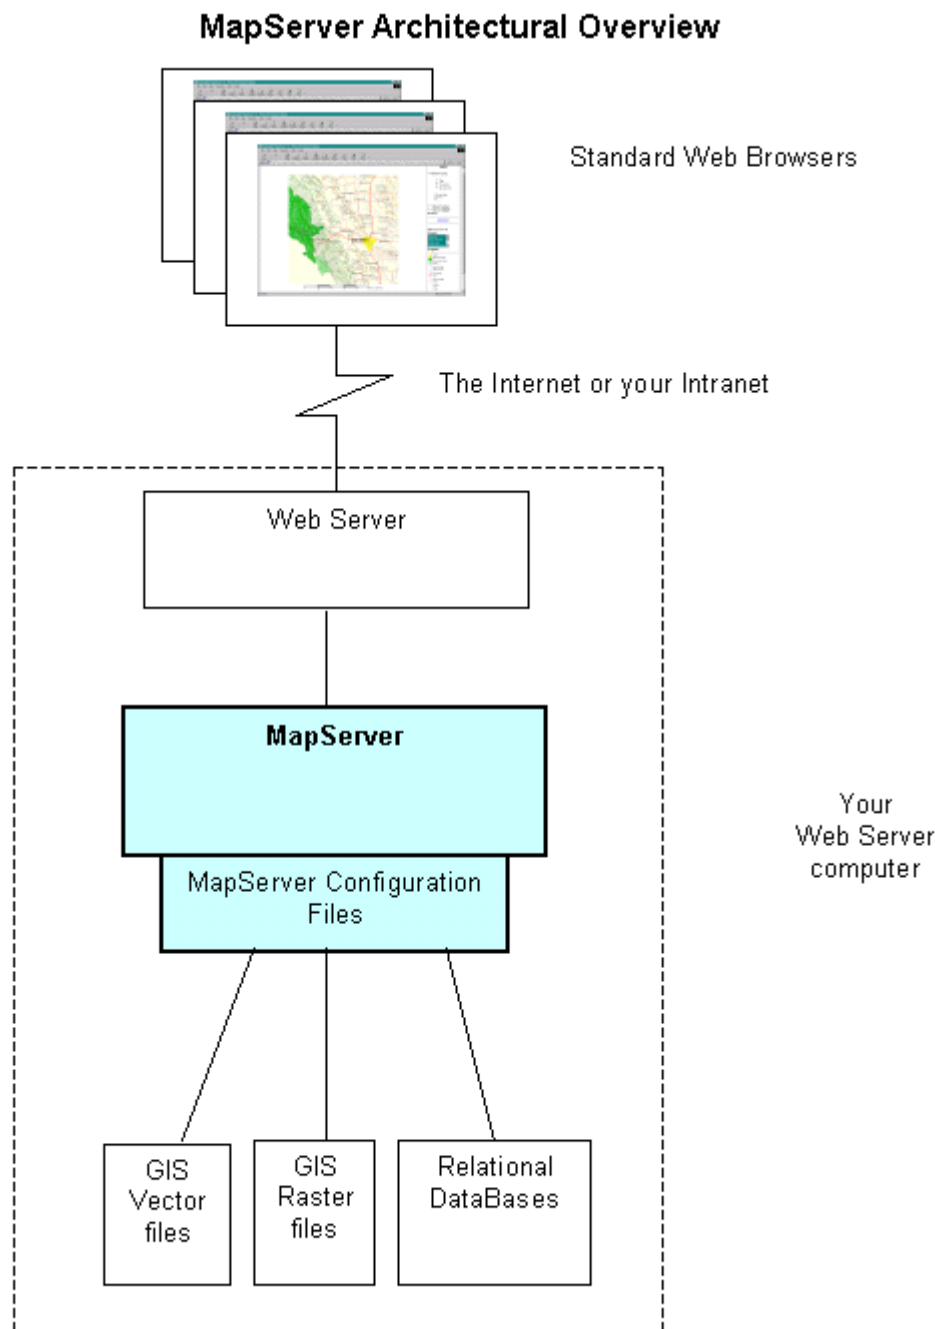 MapServer Architectural Overview
Standard Web Browsers
The Internet or your Intranet
Web Server
MapServer
MapServer Configuration
Files
Your
Web Server
computer
GIS
Vector
files
GIS
Raster
files
Relational
DataBases